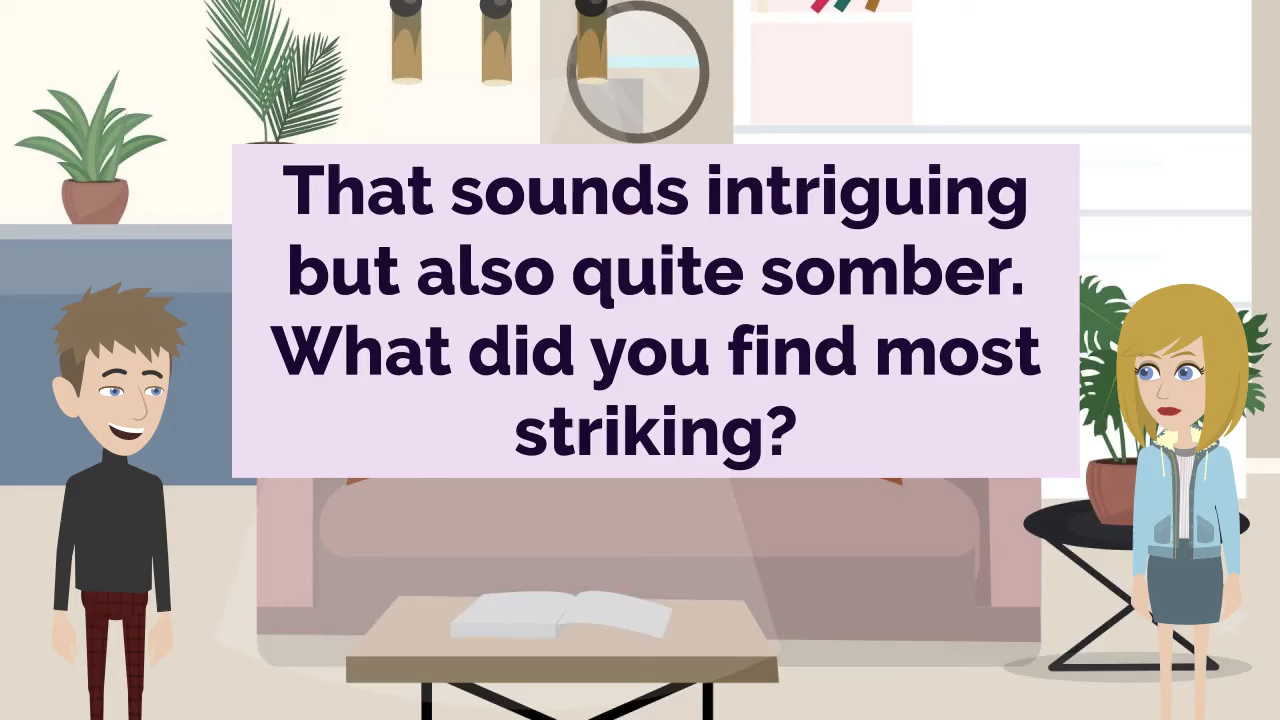 That sounds intriguing
but also quite somber.
What did you find most
striking?